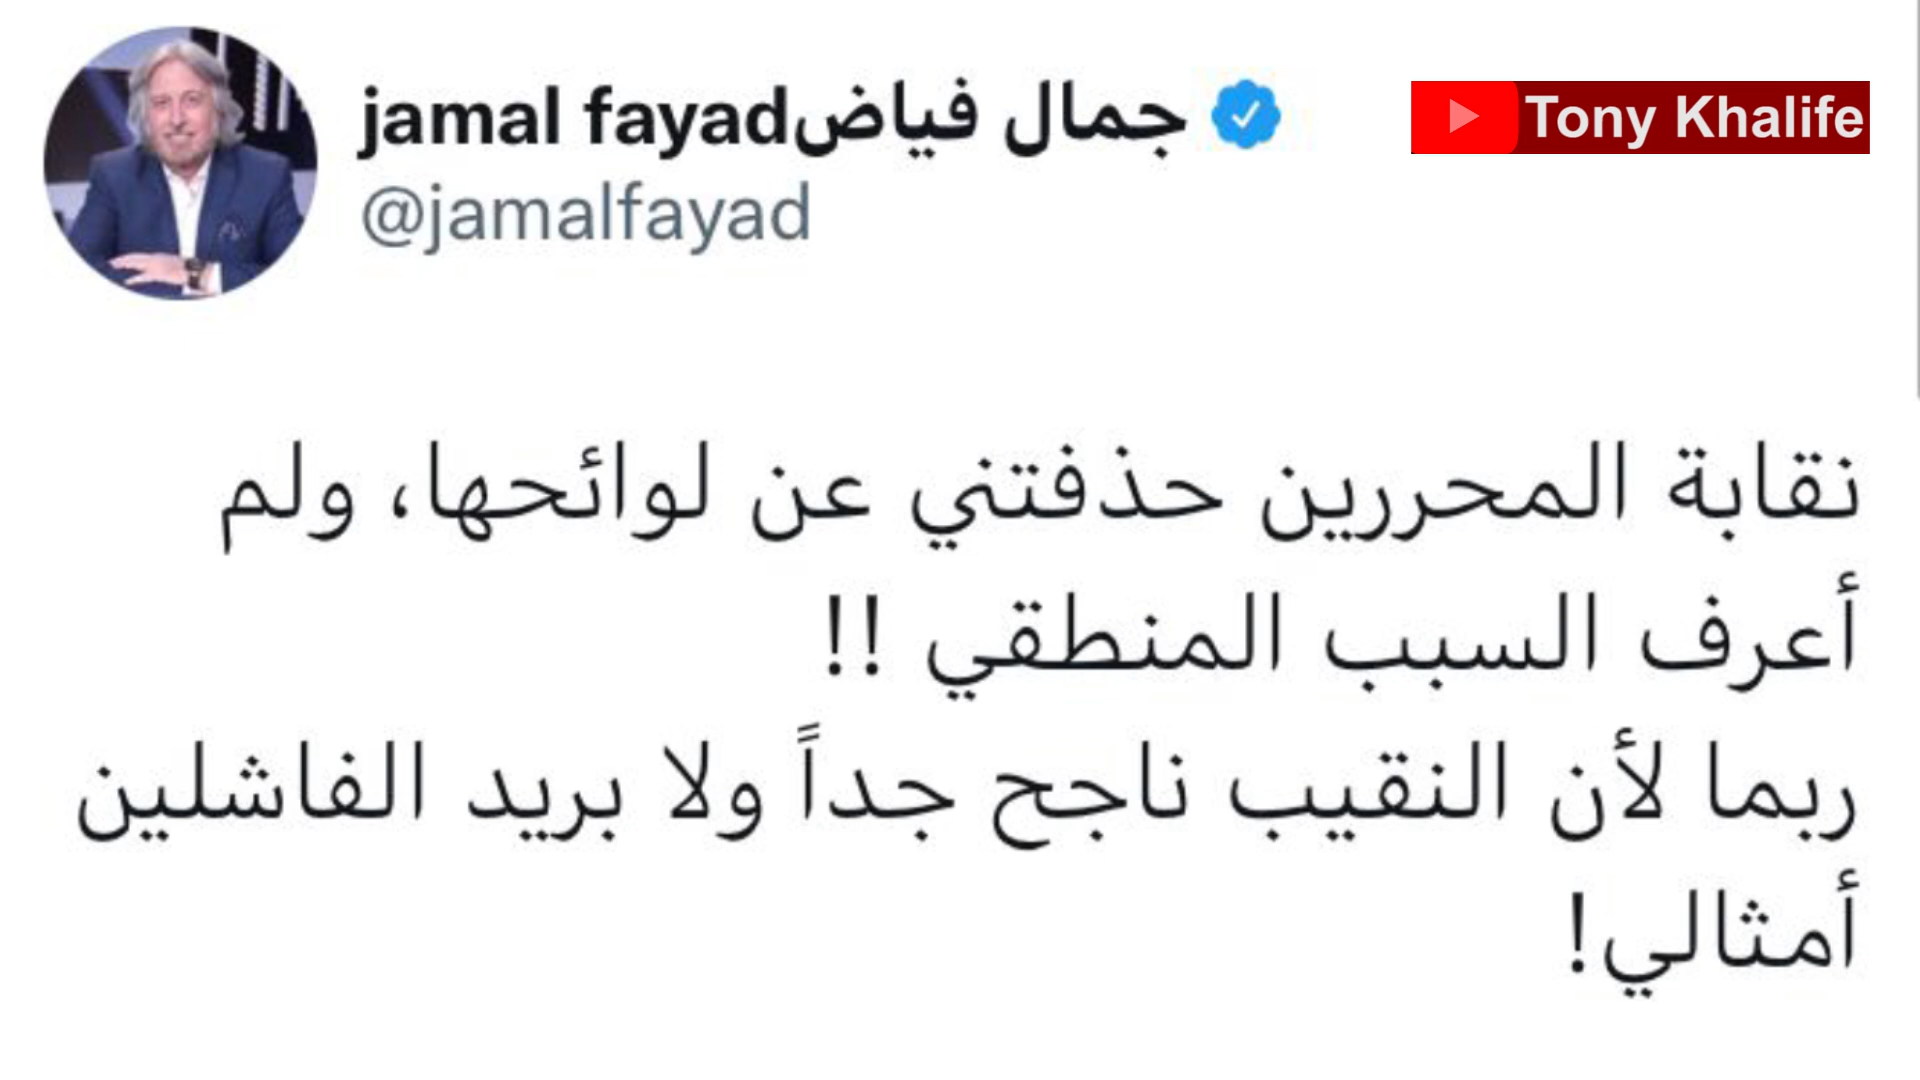 jamal fayadجمال فياض
@jamalfayad
Tony Khalife
نقابة المحررين حذفتني عن لوائحها، ولم
أعرف السبب المنطقي !!
ربما لأن النقيب ناجح جداً ولا بريد الفاشلين
أمثالي!